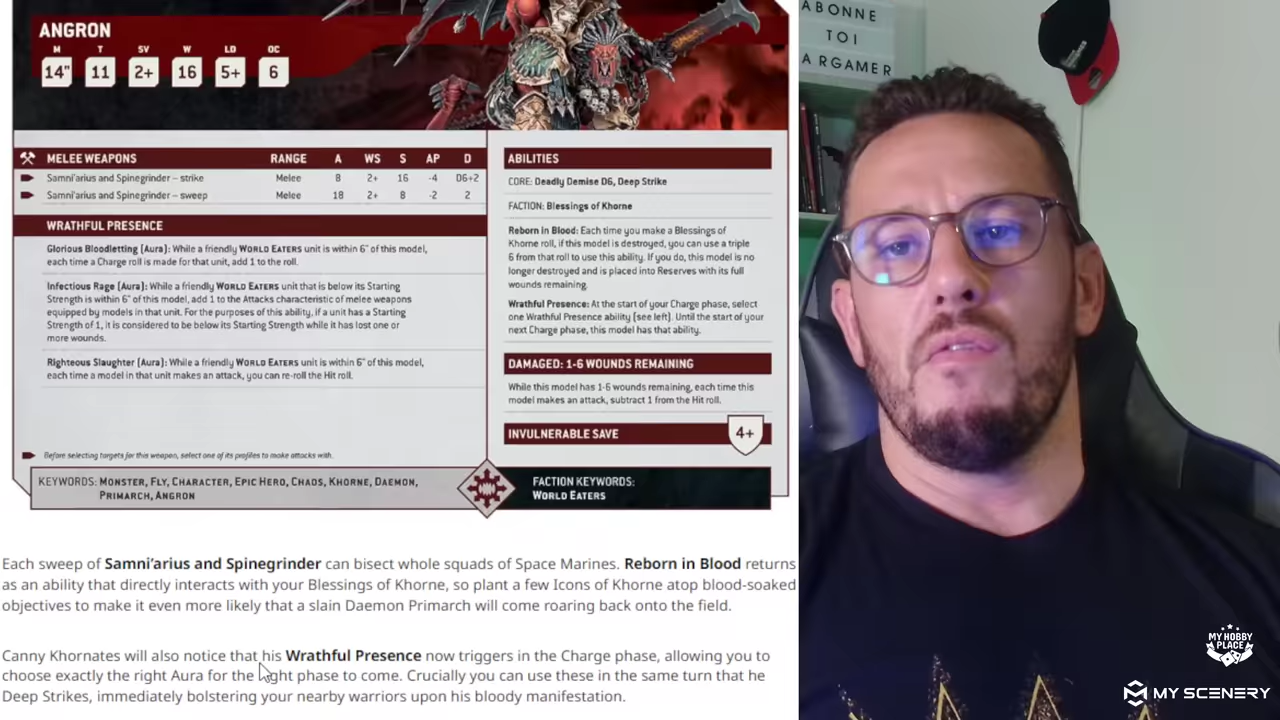 ANGRON
M T SV W LD OC
14" 11 2+ 16 5+ 6
MELEE WEAPONS RANGE A WS S AP D
Samni'arius and Spinegrinder – strike Melee 8 2+ 16 -4 D6+2
Samni'arius and Spinegrinder – sweep Melee 18 2+ 8 -2 2
WRATHFUL PRESENCE
Glorious Bloodletting (Aura): While a friendly WORLD EATERS unit is within 6" of this model,
each time a Charge roll is made for that unit, add 1 to the roll.
Infectious Rage (Aura): While a friendly WORLD EATERS unit that is below its Starting
Strength is within 6" of this model, add 1 to the Attacks characteristic of melee weapons
equipped by models in that unit. For the purposes of this ability, if a unit has a Starting
Strength of 1, it is considered to be below its Starting Strength while it has lost one or
more wounds.
Righteous Slaughter (Aura): While a friendly WORLD EATERS unit is within 6" of this model,
each time a model in that unit makes an attack, you can re-roll the Hit roll.
Before selecting targets for this weapon, select one of its profiles to make attacks with.
ABILITIES
CORE: Deadly Demise D6, Deep Strike
FACTION: Blessings of Khorne
Reborn in Blood: Each time you make a Blessings of
Khorne roll, if this model is destroyed, you can use a triple
6 from that roll to use this ability. If you do, this model is no
longer destroyed and is placed into Reserves with its full
wounds remaining.
Wrathful Presence: At the start of your Charge phase, select
one Wrathful Presence ability (see left). Until the start of your
next Charge phase, this model has that ability.
DAMAGED: 1-6 WOUNDS REMAINING
While this model has 1-6 wounds remaining, each time this
model makes an attack, subtract 1 from the Hit roll.
INVULNERABLE SAVE 4+
KEYWORDS: MONSTER, FLY, CHARACTER, EPIC HERO, CHAOS, KHORNE, DAEMON,
PRIMARCH, ANGRON
FACTION KEYWORDS:
WORLD EATERS
Each sweep of Samni'arius and Spinegrinder can bisect whole squads of Space Marines. Reborn in Blood returns
as an ability that directly interacts with your Blessings of Khorne, so plant a few Icons of Khorne atop blood-soaked
objectives to make it even more likely that a slain Daemon Primarch will come roaring back onto the field.
Canny Khornates will also notice that his Wrathful Presence now triggers in the Charge phase, allowing you to
choose exactly the right Aura for the right phase to come. Crucially you can use these in the same turn that he
Deep Strikes, immediately bolstering your nearby warriors upon his bloody manifestation.
ABONNE
TOI
ARGAMER
MY HOBBY
PLACE
MY SCENERY